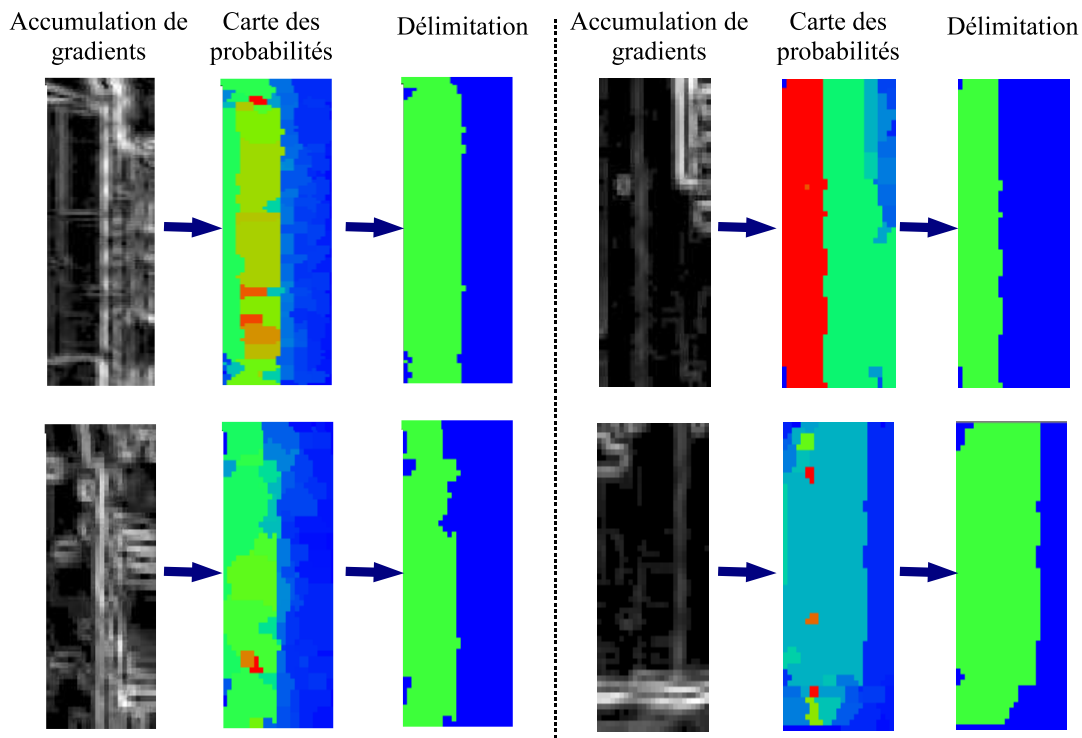 Accumulation de
gradients
Carte des
probabilités
Délimitation
Accumulation de
gradients
Carte des
probabilités
Délimitation